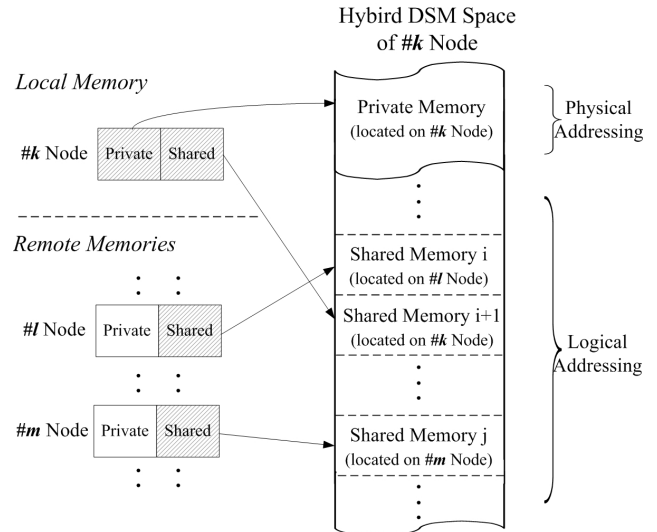 Hybird DSM Space
of #k Node
Local Memory
#k Node
Private
Shared
Private Memory
(located on #k Node)
Physical
Addressing
Remote Memories
#l Node
Private
Shared
#m Node
Private
Shared
Shared Memory i
(located on #l Node)
Shared Memory i+1
(located on #k Node)
Shared Memory j
(located on #m Node)
Logical
Addressing